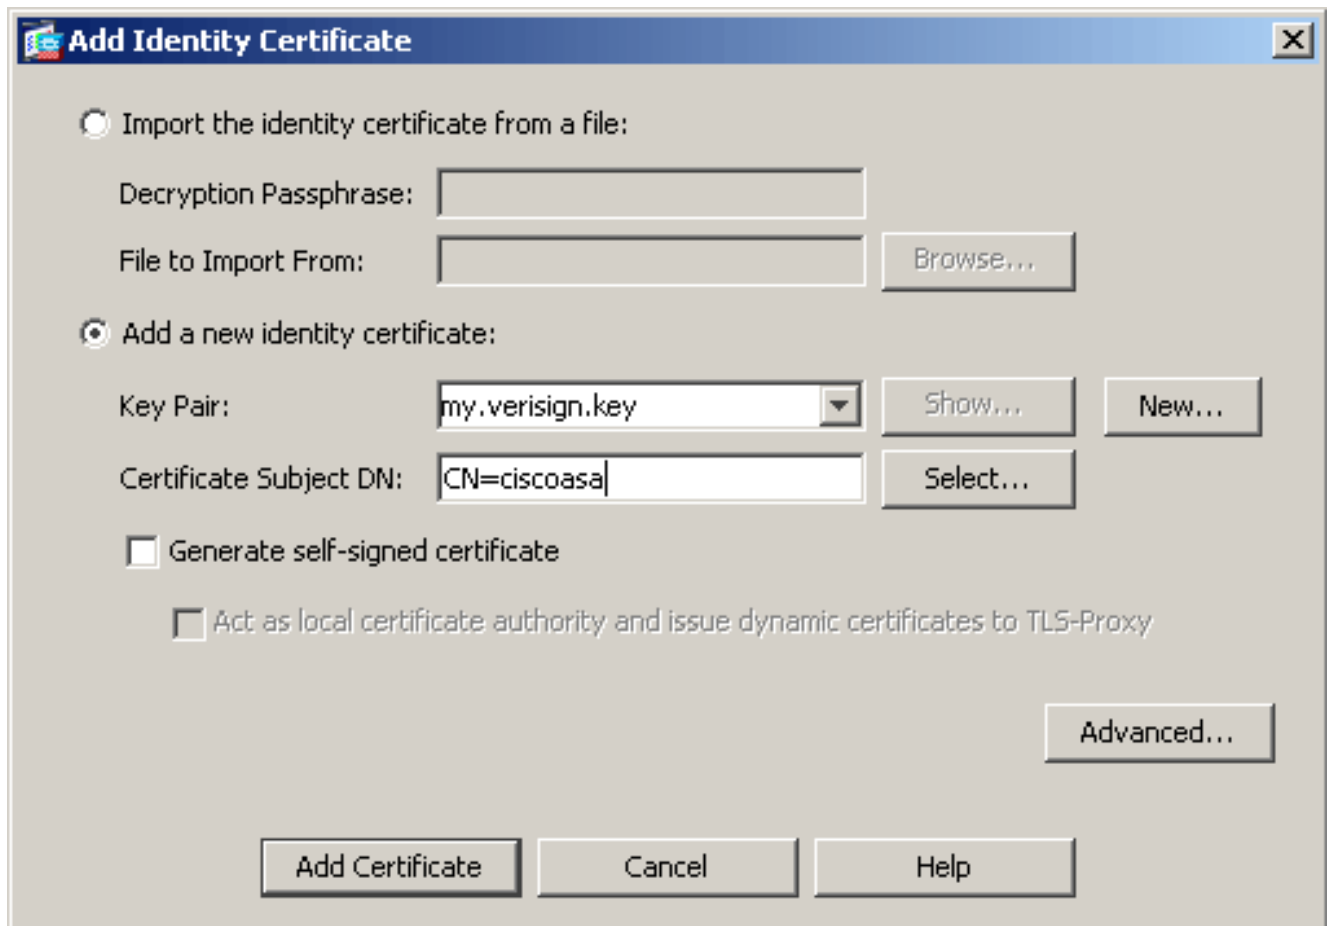 Add Identity Certificate
Import the identity certificate from a file:
Decryption Passphrase:
File to Import From: Browse...
Add a new identity certificate:
Key Pair: my.verisign.key Show... New...
Certificate Subject DN: CN=ciscoasa Select...
Generate self-signed certificate
Act as local certificate authority and issue dynamic certificates to TLS-Proxy
Advanced...
Add Certificate Cancel Help